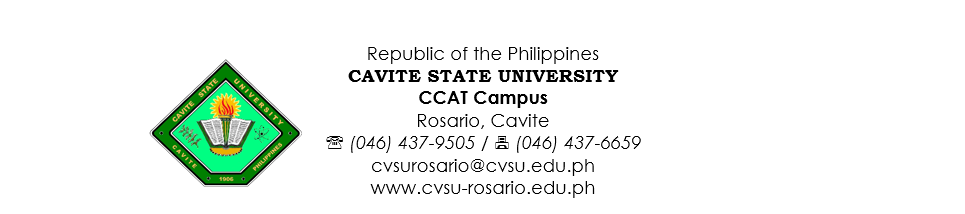 Republic of the Philippines
CAVITE STATE UNIVERSITY
CCAT Campus
Rosario, Cavite
☎ (046) 437-9505 / 🖷 (046) 437-6659
cvsurosario@cvsu.edu.ph
www.cvsu-rosario.edu.ph
CAVITE STATE UNIVERSITY
CAVITE PHILIPPINES
1906